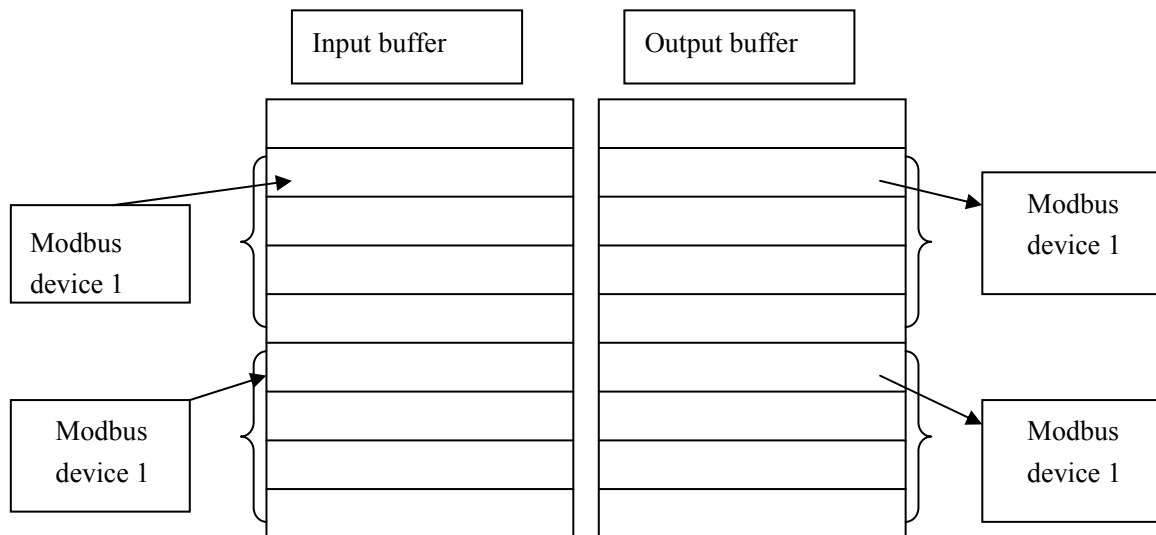 Input buffer
Output buffer
Modbus
device 1
Modbus
device 1
Modbus
device 1
Modbus
device 1